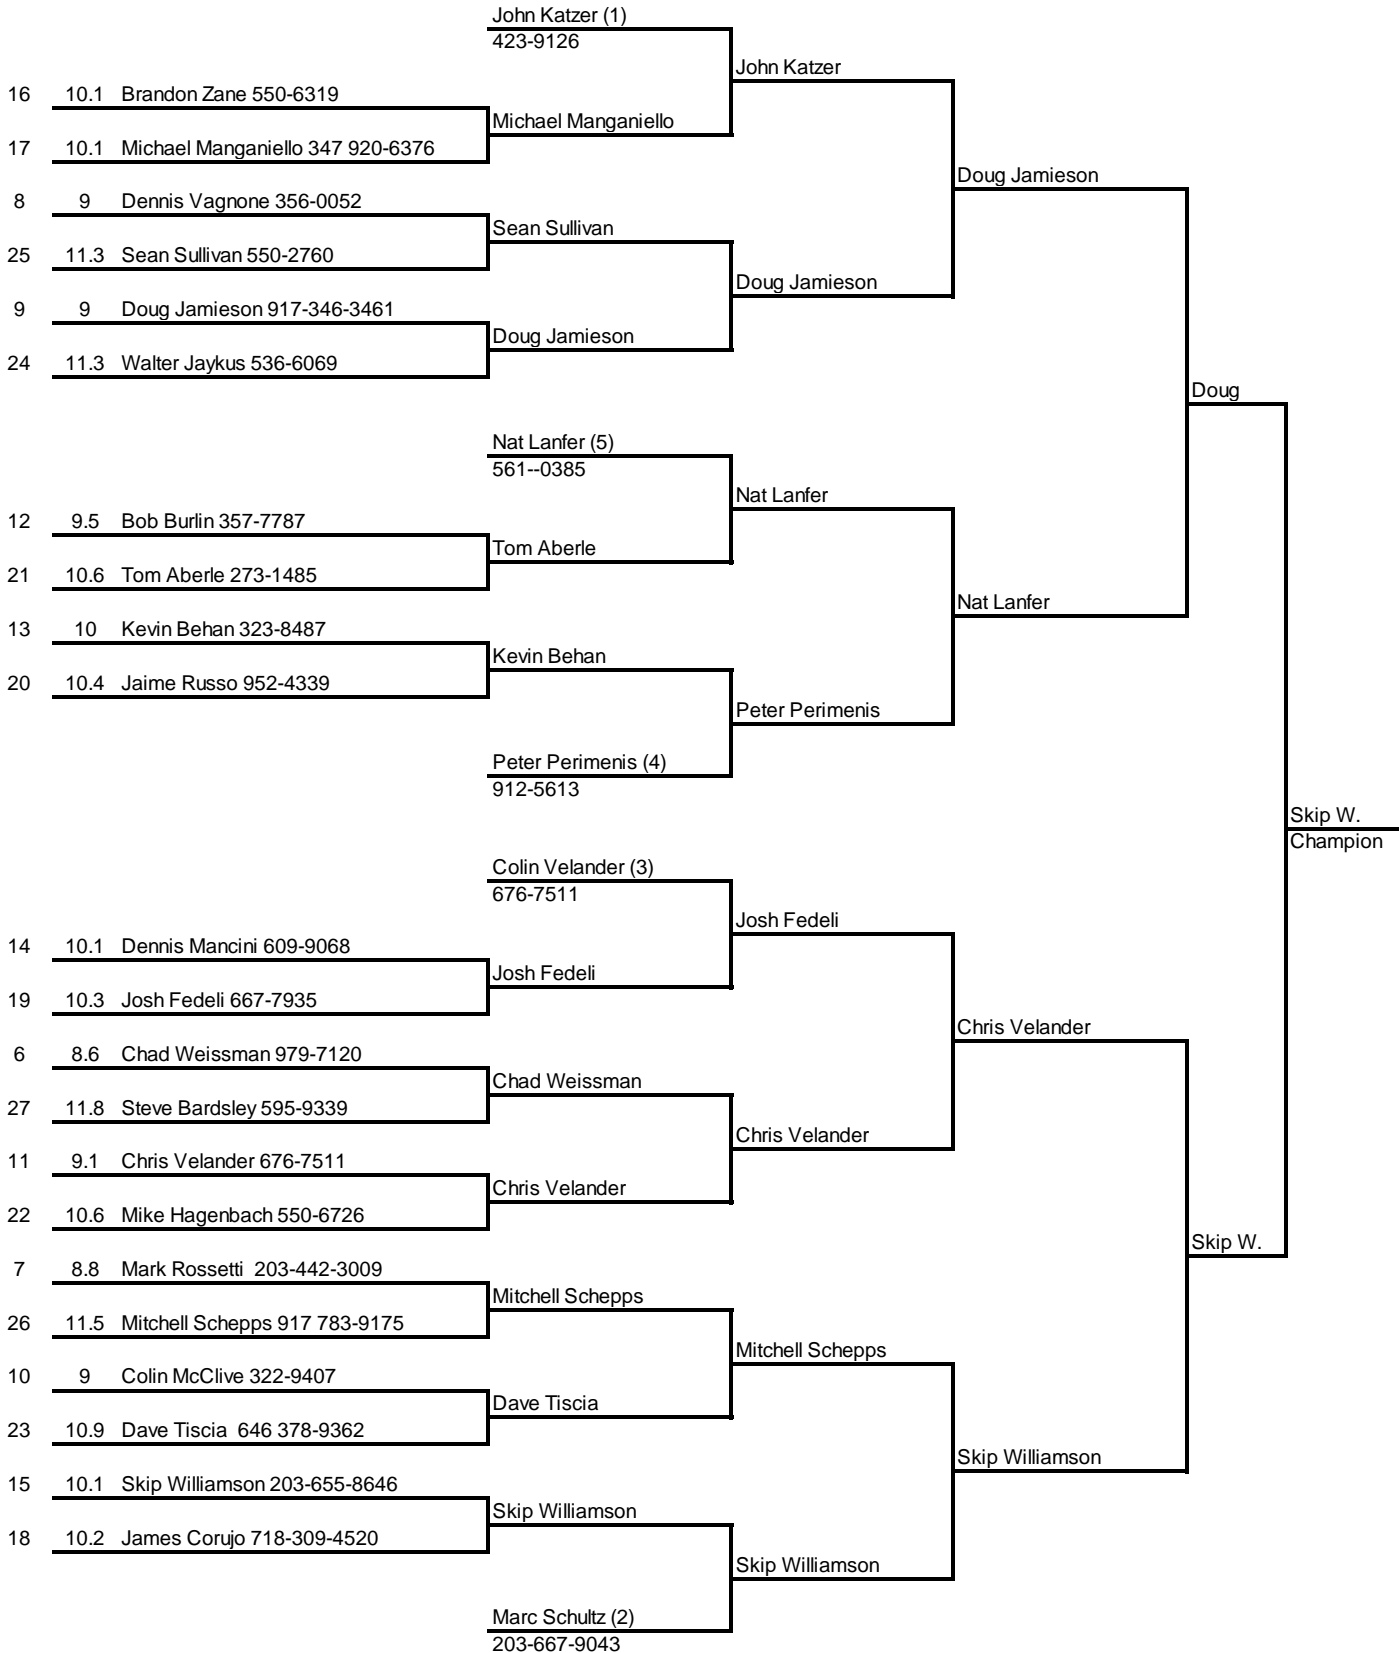 John Katzer (1)
423-9126
John Katzer
16 10.1 Brandon Zane 550-6319
Michael Manganiello
17 10.1 Michael Manganiello 347 920-6376
Doug Jamieson
8 9 Dennis Vagnone 356-0052
Sean Sullivan
25 11.3 Sean Sullivan 550-2760
Doug Jamieson
9 9 Doug Jamieson 917-346-3461
Doug Jamieson
24 11.3 Walter Jaykus 536-6069
Doug
Nat Lanfer (5)
561--0385
Nat Lanfer
12 9.5 Bob Burlin 357-7787
Tom Aberle
21 10.6 Tom Aberle 273-1485
Nat Lanfer
13 10 Kevin Behan 323-8487
Kevin Behan
20 10.4 Jaime Russo 952-4339
Peter Perimenis
Peter Perimenis (4)
912-5613
Skip W.
Champion
Colin Velander (3)
676-7511
Josh Fedeli
14 10.1 Dennis Mancini 609-9068
Josh Fedeli
19 10.3 Josh Fedeli 667-7935
Chris Velander
6 8.6 Chad Weissman 979-7120
Chad Weissman
27 11.8 Steve Bardsley 595-9339
Chris Velander
11 9.1 Chris Velander 676-7511
Chris Velander
22 10.6 Mike Hagenbach 550-6726
Skip W.
7 8.8 Mark Rossetti 203-442-3009
Mitchell Schepps
26 11.5 Mitchell Schepps 917 783-9175
Mitchell Schepps
10 9 Colin McClive 322-9407
Dave Tiscia
23 10.9 Dave Tiscia 646 378-9362
Skip Williamson
15 10.1 Skip Williamson 203-655-8646
Skip Williamson
18 10.2 James Corujo 718-309-4520
Skip Williamson
Marc Schultz (2)
203-667-9043